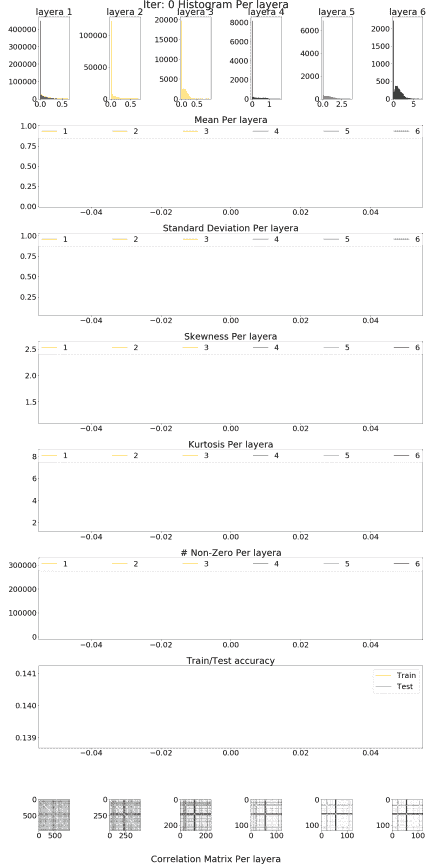 Iter: 0 Histogram Per layera
layera 1 layera 2 layera 3 layera 4 layera 5 layera 6
400000 300000 200000 100000 0 0.0 0.5
100000 50000 0 0.0 0.5
20000 15000 10000 5000 0 0.0 0.5
8000 6000 4000 2000 0 0 1
6000 4000 2000 0 0.0 2.5
2000 1500 1000 500 0 0 5
Mean Per layera
1 2 3 4 5 6
1.00
0.75
0.50
0.25
0.00
−0.04 −0.02 0.00 0.02 0.04
Standard Deviation Per layera
1 2 3 4 5 6
1.00
0.75
0.50
0.25
−0.04 −0.02 0.00 0.02 0.04
Skewness Per layera
1 2 3 4 5 6
2.5
2.0
1.5
−0.04 −0.02 0.00 0.02 0.04
Kurtosis Per layera
1 2 3 4 5 6
8
6
4
2
−0.04 −0.02 0.00 0.02 0.04
# Non-Zero Per layera
1 2 3 4 5 6
300000
200000
100000
0
−0.04 −0.02 0.00 0.02 0.04
Train/Test accuracy
0.141
Train
Test
0.140
0.139
−0.04 −0.02 0.00 0.02 0.04
0 500 0 500
0 250 0 250
0 100 200 0 200
0 100 0 100
0 100 0 100
0 100 0 100
Correlation Matrix Per layera